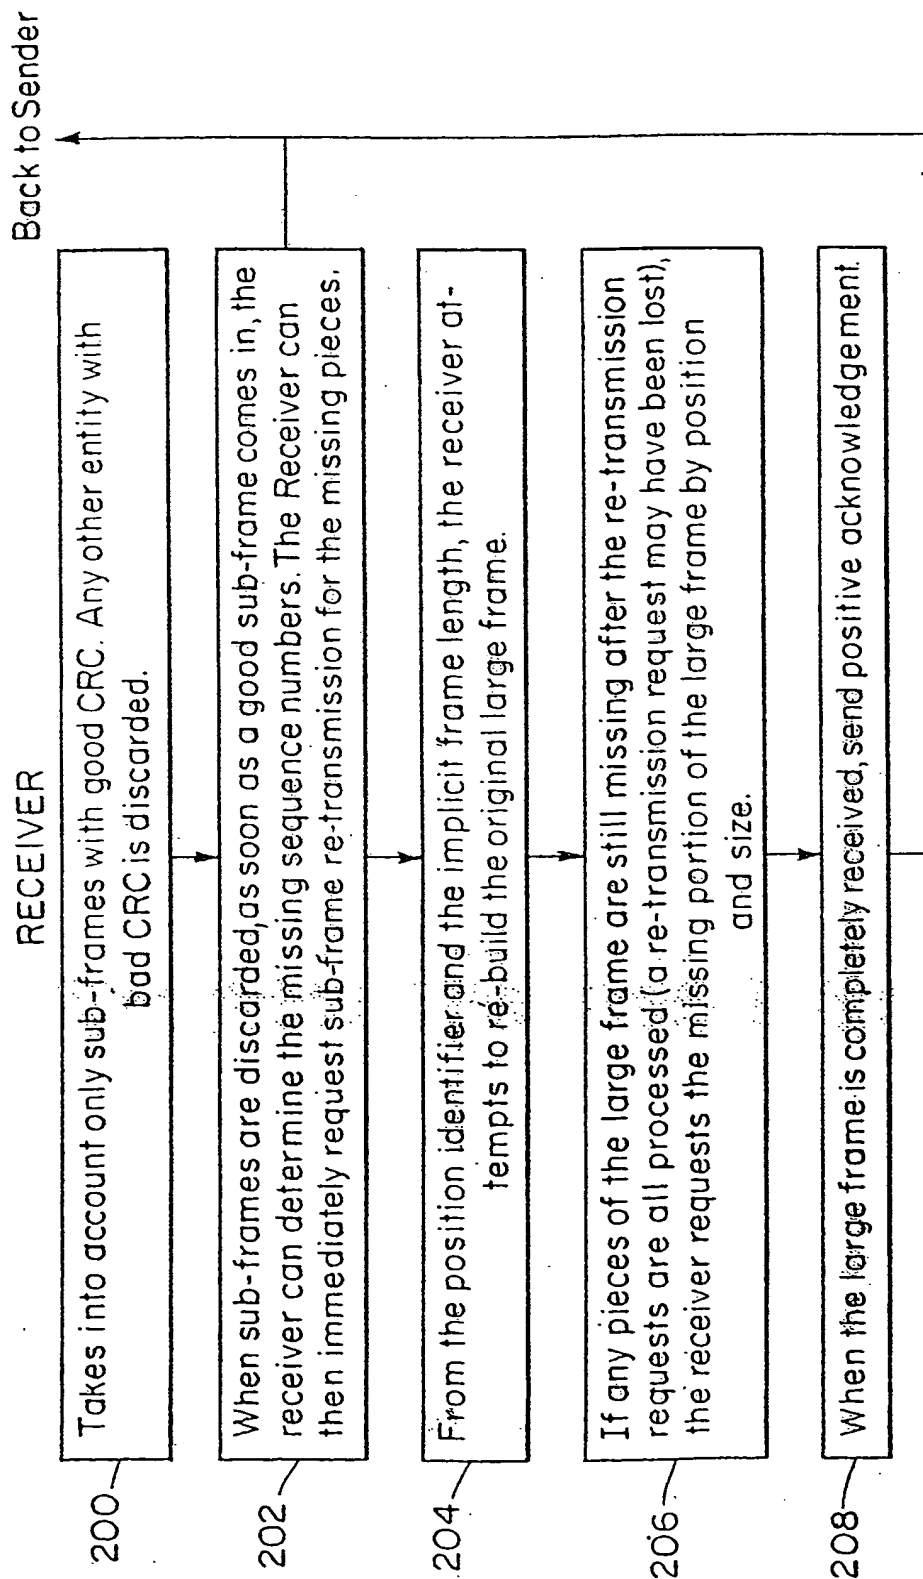 RECEIVER
Back to Sender
200
Takes into account only sub-frames with good CRC. Any other entity with
bad CRC is discarded.
202
When sub-frames are discarded, as soon as a good sub-frame comes in, the
receiver can determine the missing sequence numbers. The Receiver can
then immediately request sub-frame re-transmission for the missing pieces.
204
From the position identifier and the implicit frame length, the receiver at-
tempts to re-build the original large frame.
206
If any pieces of the large frame are still missing after the re-transmission
requests are all processed (a re-transmission request may have been lost),
the receiver requests the missing portion of the large frame by position
and size.
208
When the large frame is completely received, send positive acknowledgement.